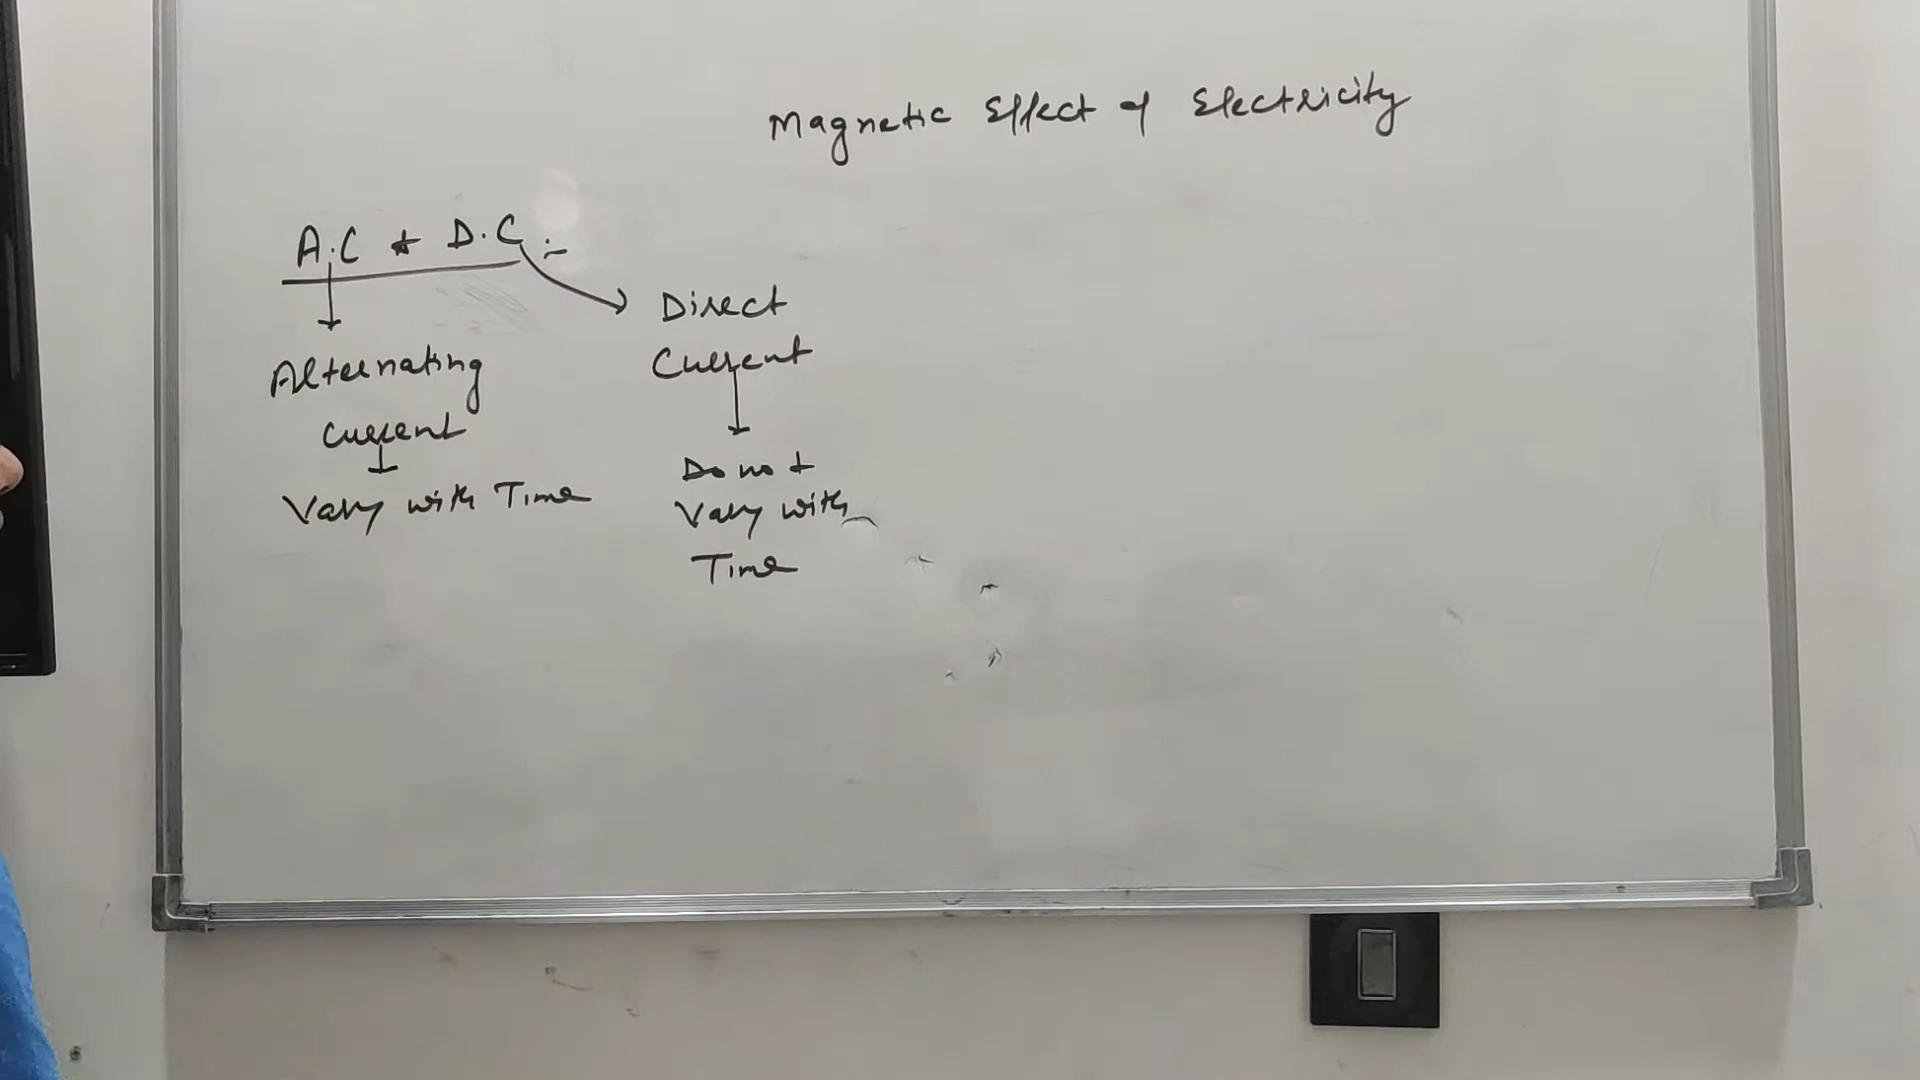 Magnetic Effect of Electricity
A.C & D.C :-
Alternating
Current
Vary with Time
Direct
Current
Do not
Vary with
Time